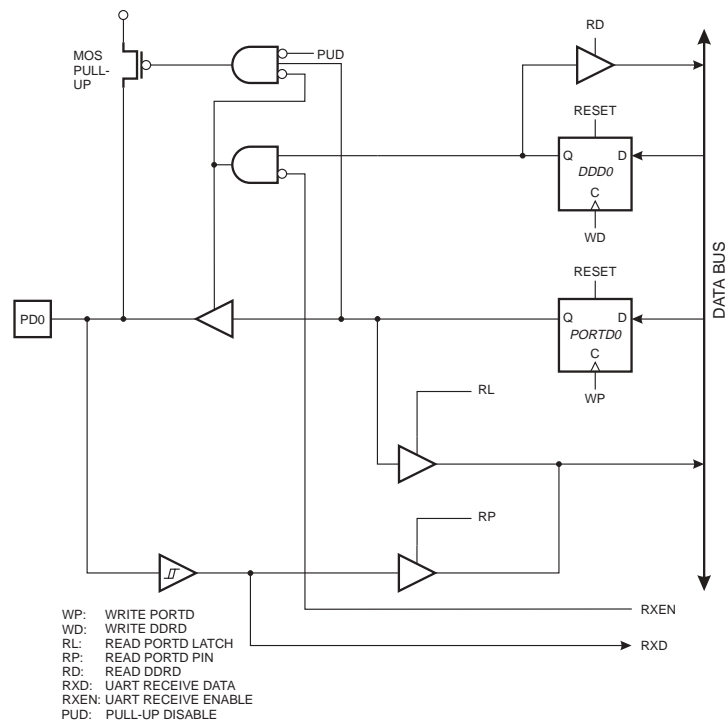 RD
MOS
PULL-
UP
PUD
RESET
Q
D
DDD0
C
WD
DATA BUS
RESET
PD0
Q
D
PORTD0
C
WP
RL
RP
RXEN
RXD
WP: WRITE PORTD
WD: WRITE DDRD
RL: READ PORTD LATCH
RP: READ PORTD PIN
RD: READ DDRD
RXD: UART RECEIVE DATA
RXEN: UART RECEIVE ENABLE
PUD: PULL-UP DISABLE